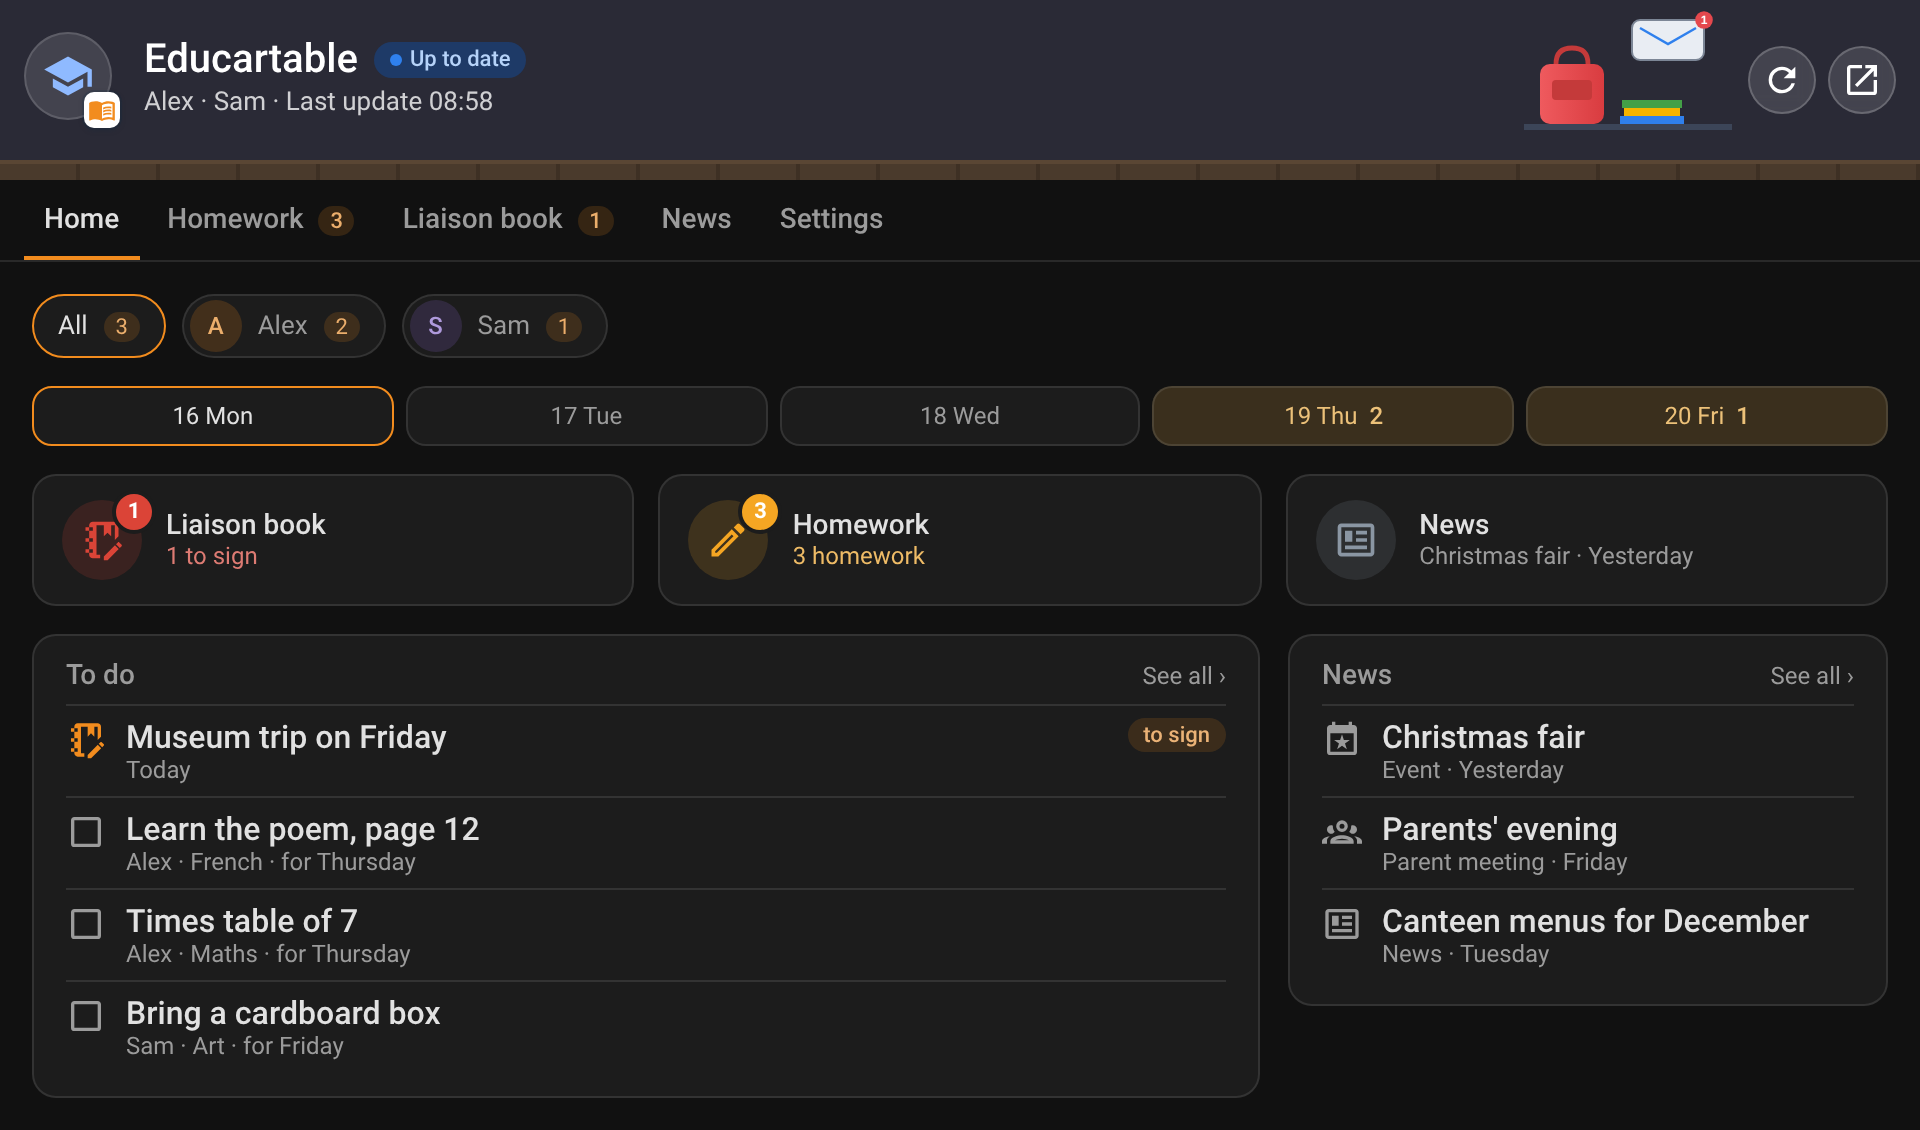 Educartable Up to date
Alex · Sam · Last update 08:58
1
Home Homework 3 Liaison book 1 News Settings
All 3 A Alex 2 S Sam 1
16 Mon 17 Tue 18 Wed 19 Thu 2 20 Fri 1
1 Liaison book
1 to sign
3 Homework
3 homework
News
Christmas fair · Yesterday
To do See all ›
Museum trip on Friday to sign
Today
Learn the poem, page 12
Alex · French · for Thursday
Times table of 7
Alex · Maths · for Thursday
Bring a cardboard box
Sam · Art · for Friday
News See all ›
Christmas fair
Event · Yesterday
Parents' evening
Parent meeting · Friday
Canteen menus for December
News · Tuesday